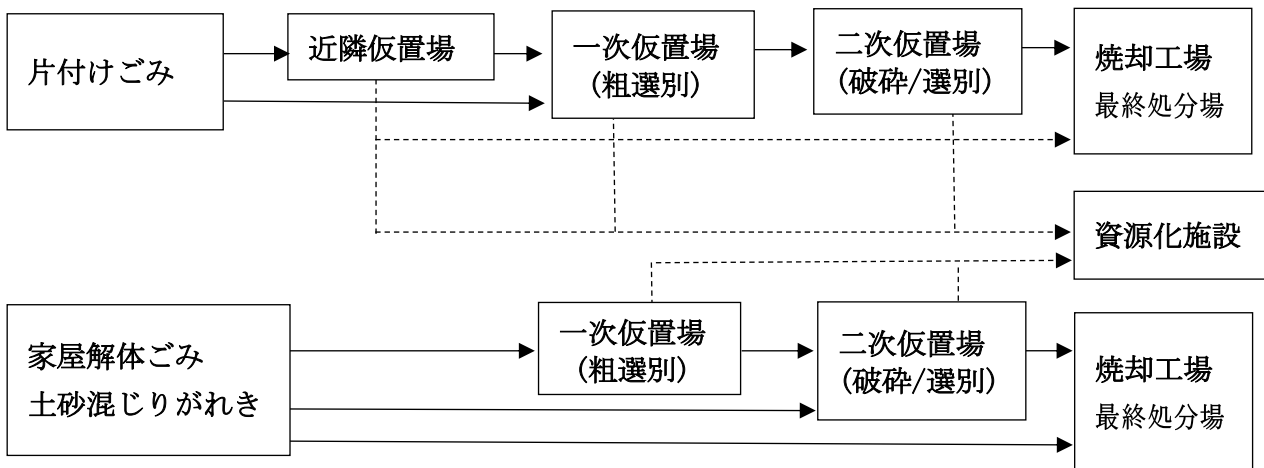 片付けごみ
近隣仮置場
一次仮置場
(粗選別)
二次仮置場
(破砕/選別)
焼却工場
最終処分場
資源化施設
家屋解体ごみ
土砂混じりがれき
一次仮置場
(粗選別)
二次仮置場
(破砕/選別)
焼却工場
最終処分場